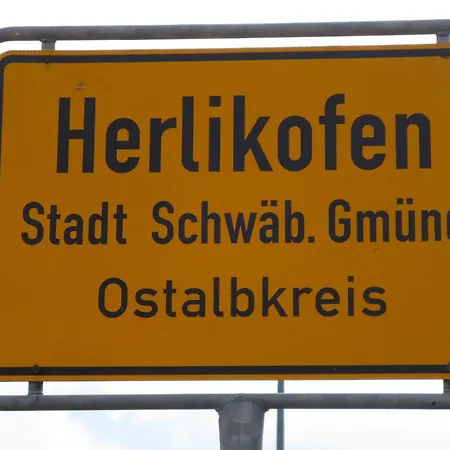 Herlikofen
Stadt Schwäb. Gmünd
Ostalbkreis